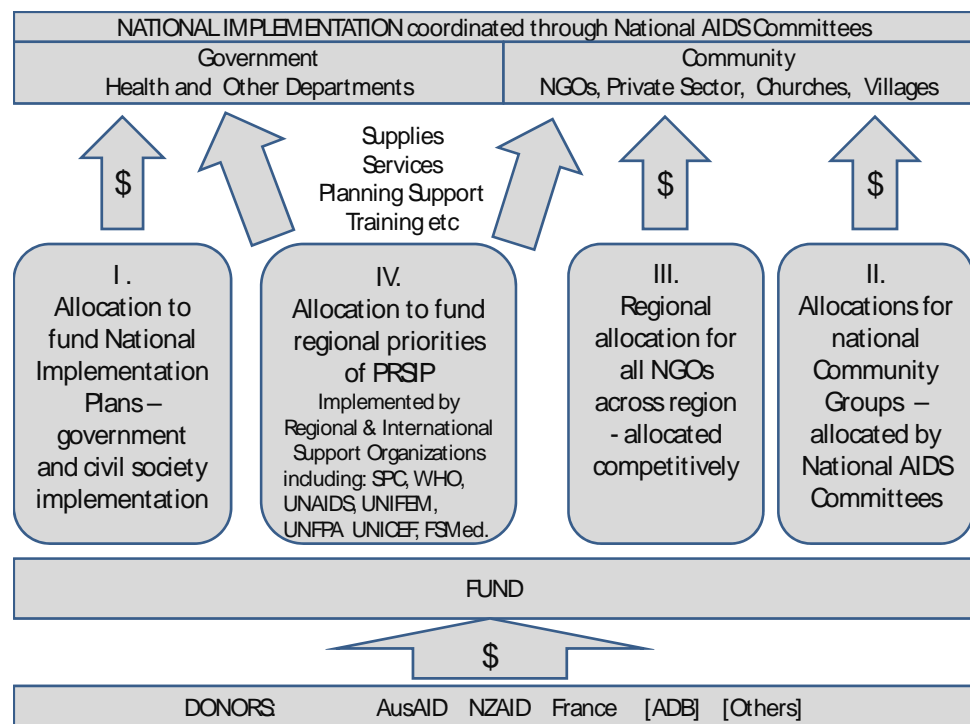 NATIONAL IMPLEMENTATION coordinated through National AIDS Committees
Government
Health and Other Departments
Community
NGOs, Private Sector, Churches, Villages
$
Supplies
Services
Planning Support
Training etc
$
$
I .
Allocation to
fund National
Implementation
Plans –
government
and civil society
implementation
IV.
Allocation to fund
regional priorities
of PRSIP
Implemented by
Regional & International
Support Organizations
including: SPC, WHO,
UNAIDS, UNIFEM,
UNFPA UNICEF, FSMed.
III.
Regional
allocation for
all NGOs
across region
- allocated
competitively
II.
Allocations for
national
Community
Groups –
allocated by
National AIDS
Committees
FUND
$
DONORS: AusAID NZAID France [ADB] [Others]